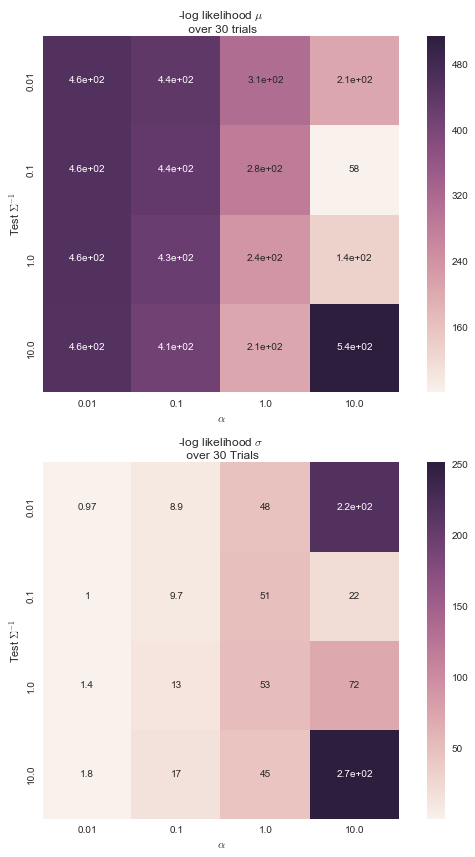 -log likelihood μ
over 30 trials
Test Σ⁻¹
0.01 4.6e+02 4.4e+02 3.1e+02 2.1e+02
0.1 4.6e+02 4.4e+02 2.8e+02 58
1.0 4.6e+02 4.3e+02 2.4e+02 1.4e+02
10.0 4.6e+02 4.1e+02 2.1e+02 5.4e+02
0.01 0.1 1.0 10.0
α
480
400
320
240
160
-log likelihood σ
over 30 Trials
Test Σ⁻¹
0.01 0.97 8.9 48 2.2e+02
0.1 1 9.7 51 22
1.0 1.4 13 53 72
10.0 1.8 17 45 2.7e+02
0.01 0.1 1.0 10.0
α
250
200
150
100
50